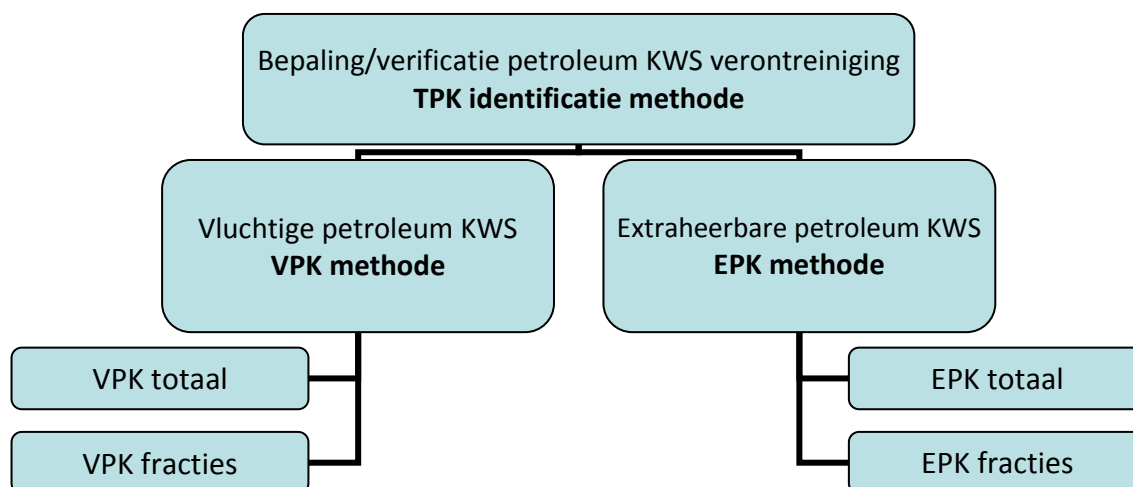 Bepaling/verificatie petroleum KWS verontreiniging
TPK identificatie methode
Vluchtige petroleum KWS
VPK methode
Extraheerbare petroleum KWS
EPK methode
VPK totaal
EPK totaal
VPK fracties
EPK fracties